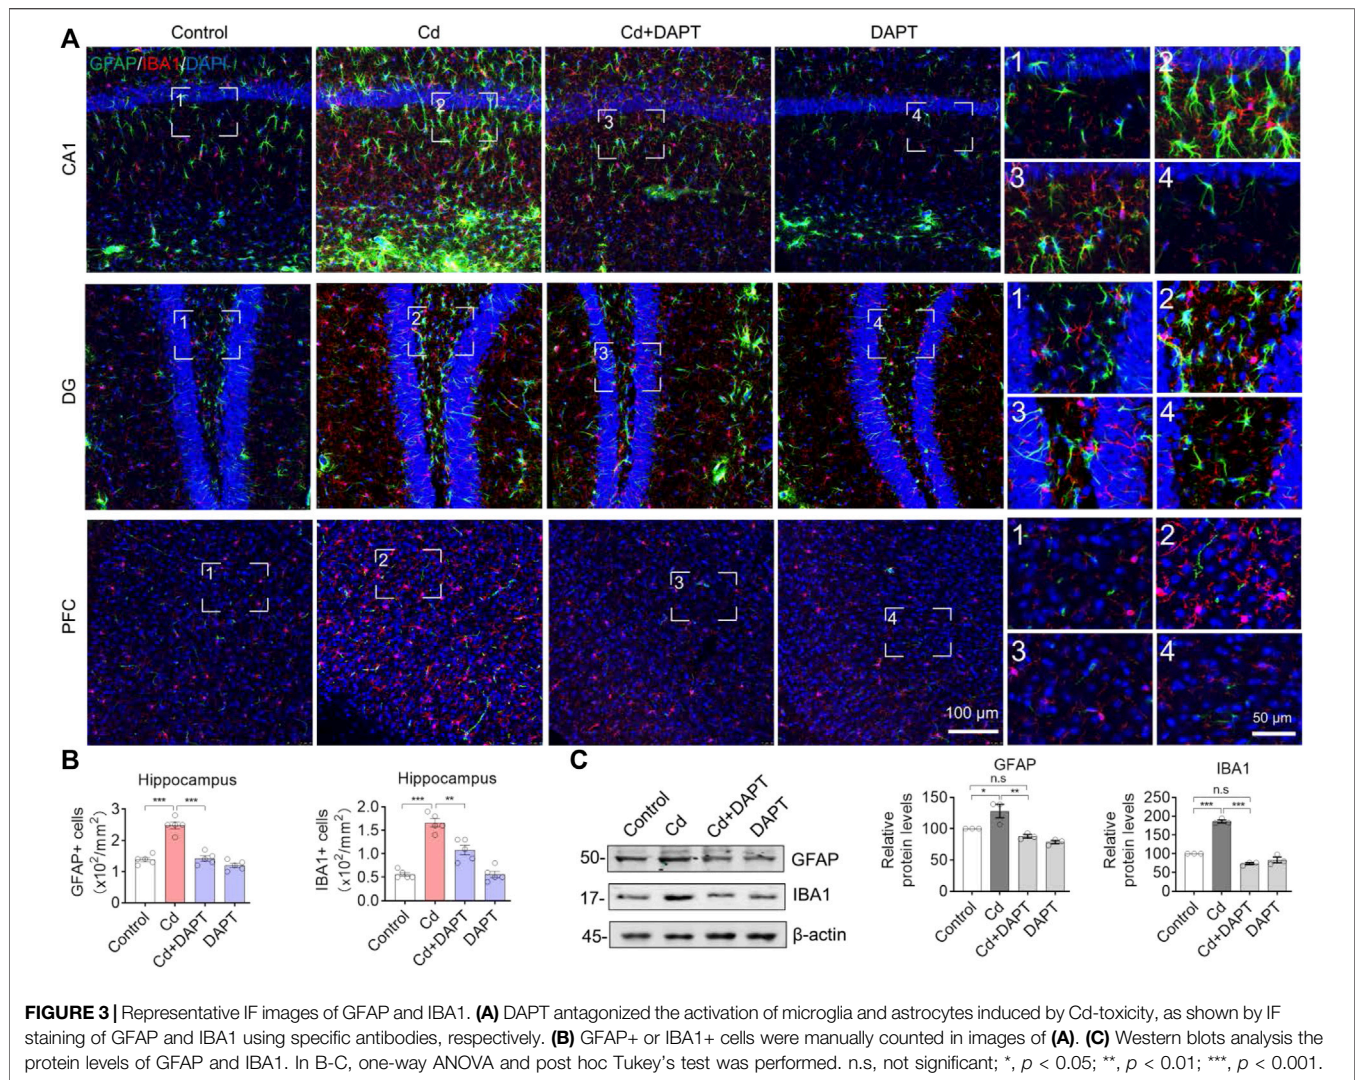 A
Control
Cd
Cd+DAPT
DAPT
GFAP/IBA1/DAPI
CA1
1
2
3
4
1
2
3
4
DG
1
2
3
4
1
2
3
4
PFC
1
2
3
4
100 µm
1
2
3
4
50 µm
B
Hippocampus
GFAP+ cells
(x10²/mm²)
3
2
1
0
***
***
Control
Cd
Cd+DAPT
DAPT
Hippocampus
IBA1+ cells
(x10²/mm²)
2.0
1.5
1.0
0.5
0.0
***
**
Control
Cd
Cd+DAPT
DAPT
C
Control
Cd
Cd+DAPT
DAPT
50-
GFAP
17-
IBA1
45-
β-actin
GFAP
n.s
*
**
Relative
protein levels
150
100
50
0
Control
Cd
Cd+DAPT
DAPT
IBA1
n.s
***
***
Relative
protein levels
250
200
150
100
50
0
Control
Cd
Cd+DAPT
DAPT
FIGURE 3 | Representative IF images of GFAP and IBA1. (A) DAPT antagonized the activation of microglia and astrocytes induced by Cd-toxicity, as shown by IF
staining of GFAP and IBA1 using specific antibodies, respectively. (B) GFAP+ or IBA1+ cells were manually counted in images of (A). (C) Western blots analysis the
protein levels of GFAP and IBA1. In B-C, one-way ANOVA and post hoc Tukey's test was performed. n.s, not significant; *, p < 0.05; **, p < 0.01; ***, p < 0.001.